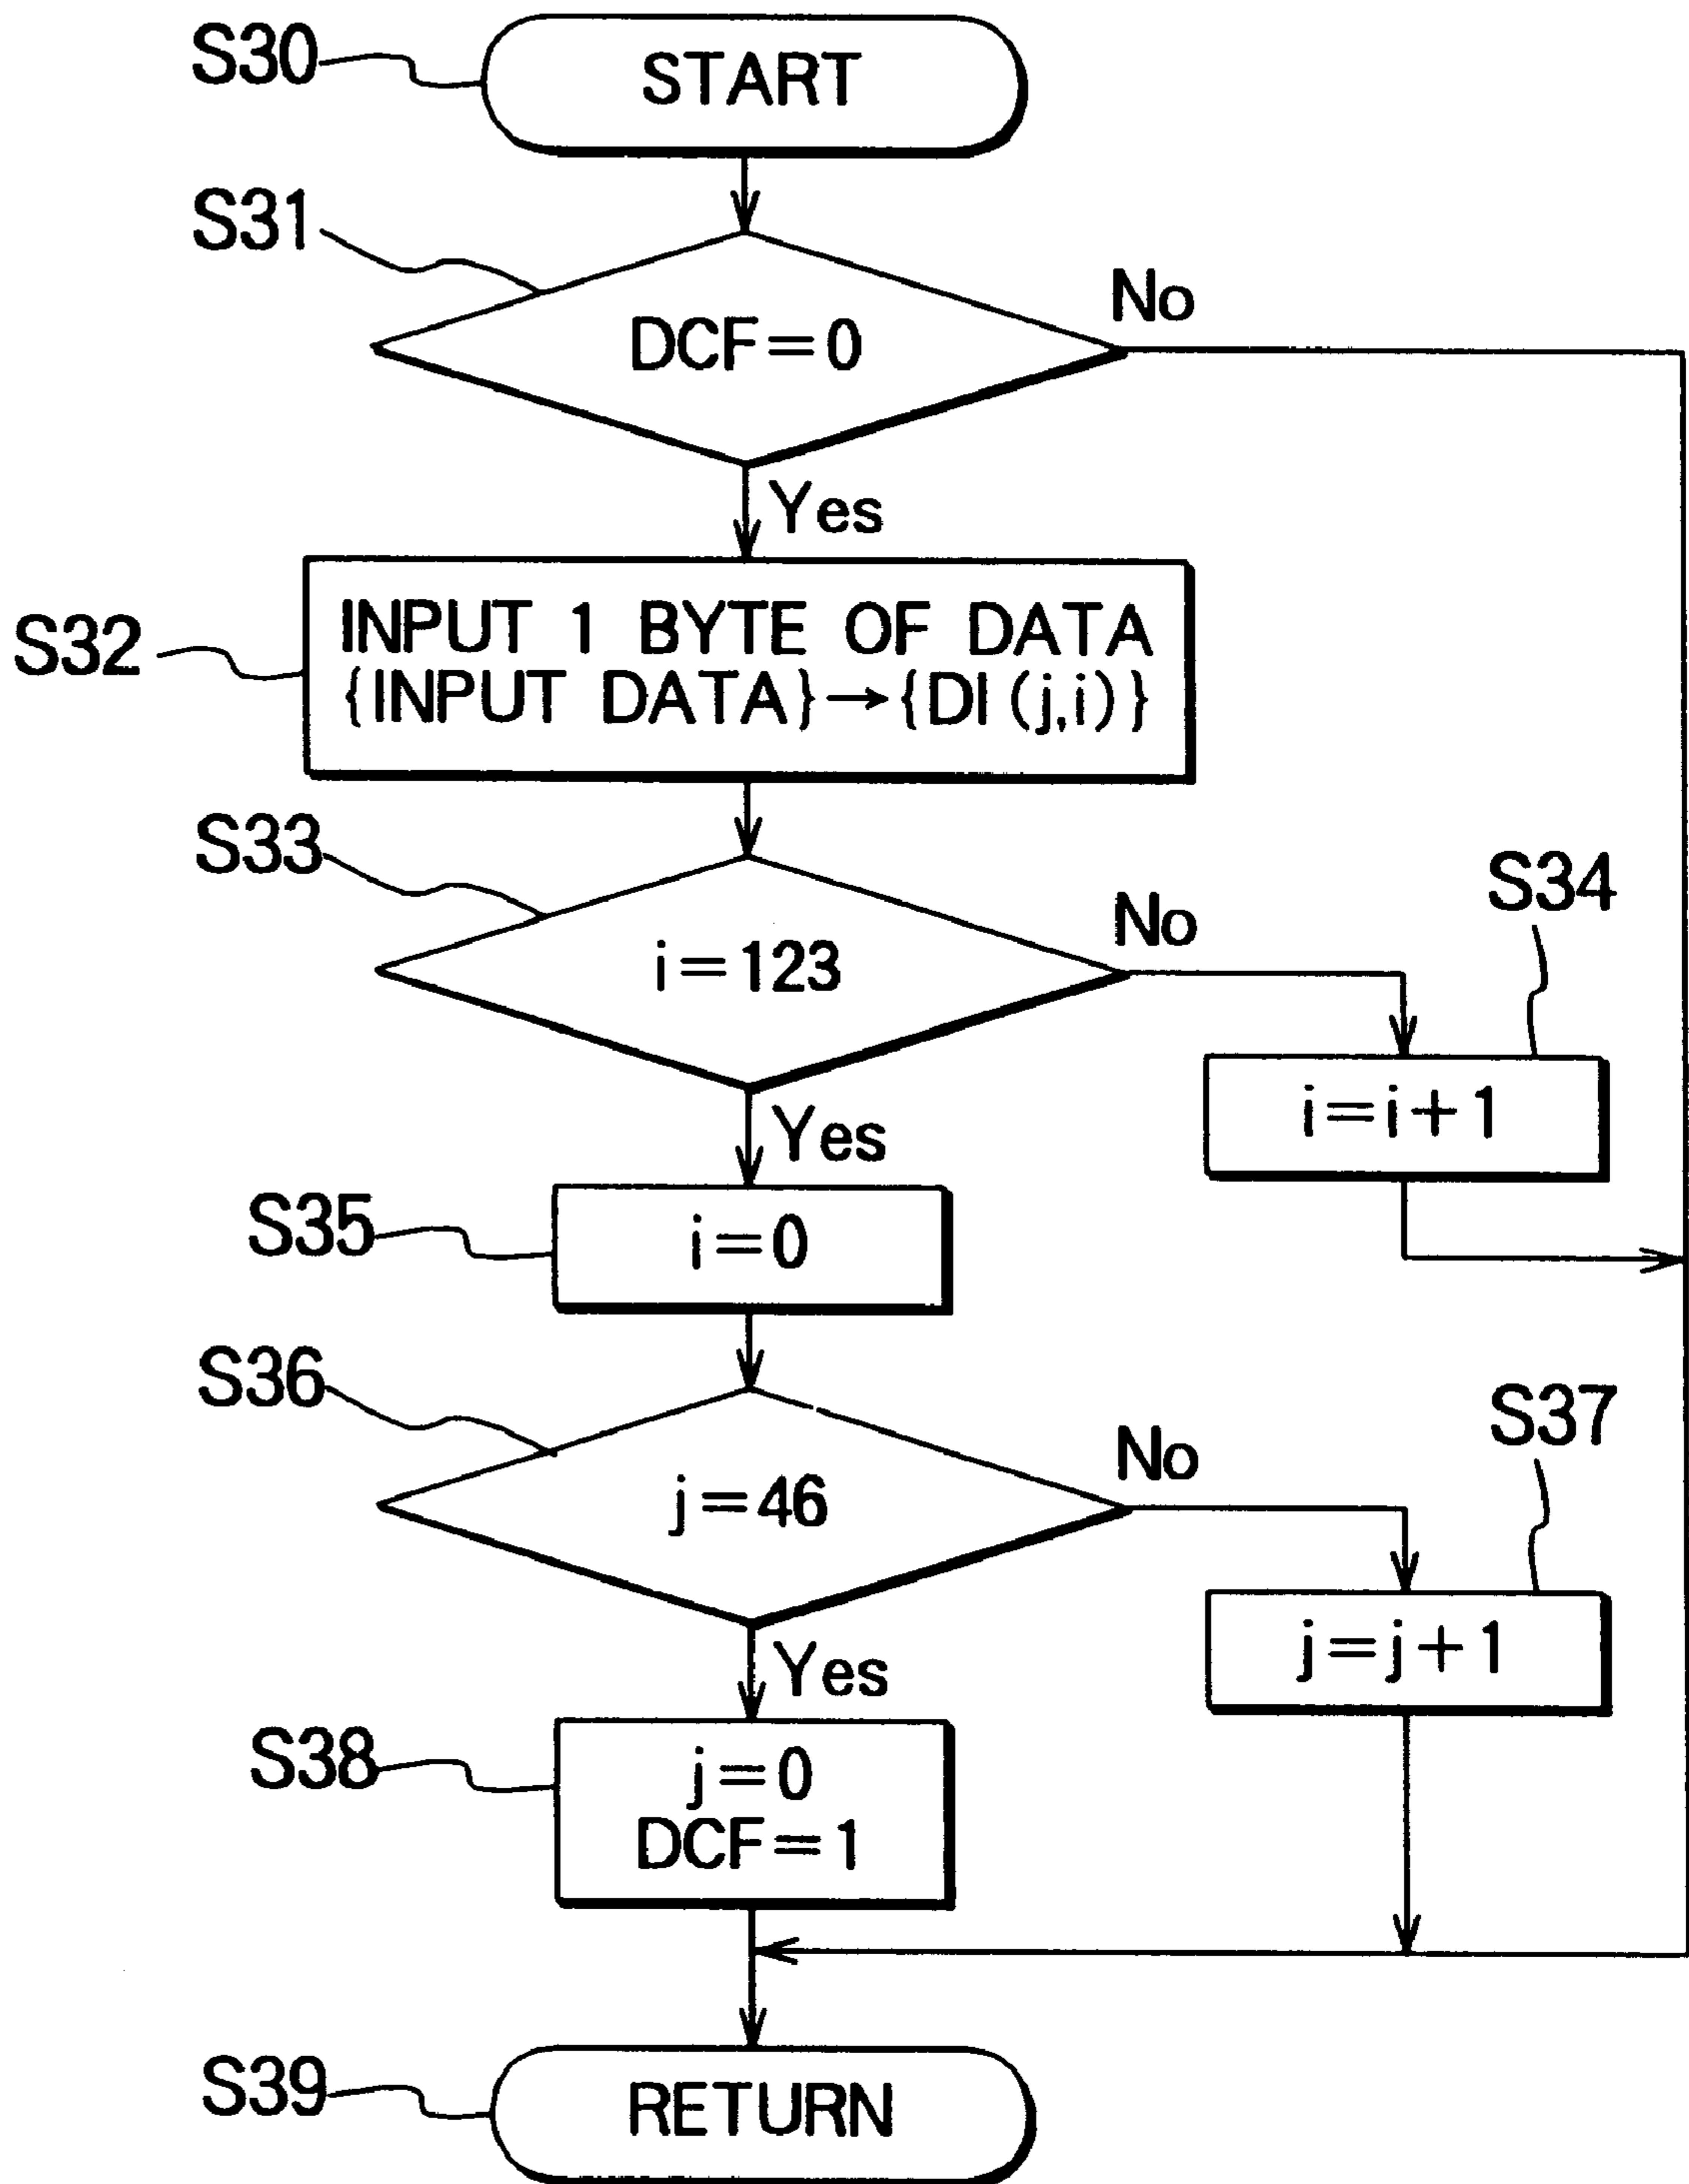 S30
START
S31
DCF=0
No
Yes
S32
INPUT 1 BYTE OF DATA
{INPUT DATA}→{DI(j,i)}
S33
i=123
No
S34
i=i+1
Yes
S35
i=0
S36
j=46
No
S37
j=j+1
Yes
S38
j=0
DCF=1
S39
RETURN